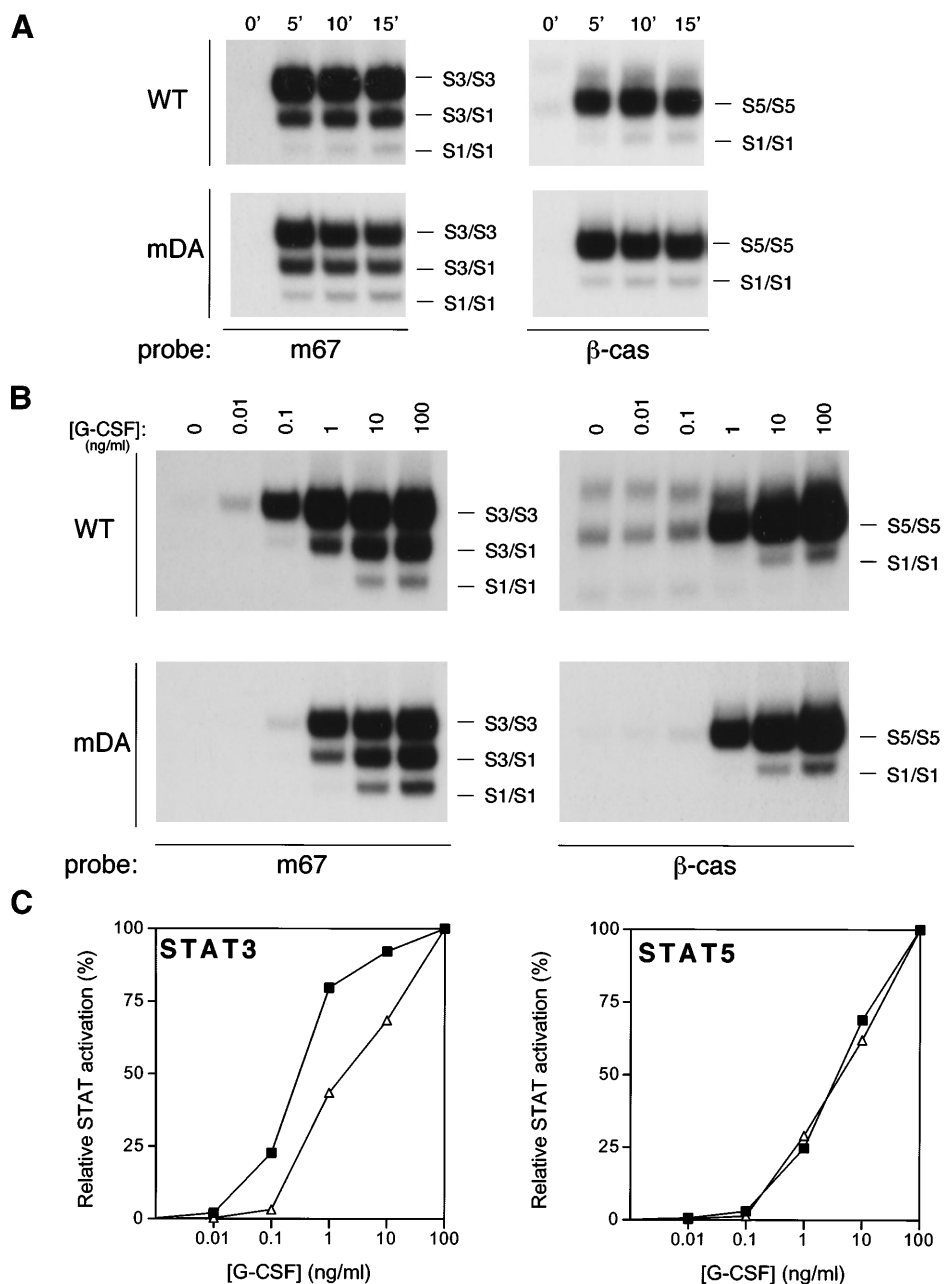 A
0' 5' 10' 15' 0' 5' 10' 15'
WT
S3/S3
S3/S1
S1/S1
S5/S5
S1/S1
mDA
S3/S3
S3/S1
S1/S1
S5/S5
S1/S1
probe: m67 β-cas
B
[G-CSF]: 0 0.01 0.1 1 10 100 0 0.01 0.1 1 10 100
(ng/ml)
WT
S3/S3
S3/S1
S1/S1
S5/S5
S1/S1
mDA
S3/S3
S3/S1
S1/S1
S5/S5
S1/S1
probe: m67 β-cas
C
STAT3
Relative STAT activation (%)
100
75
50
25
0
0.01 0.1 1 10 100
[G-CSF] (ng/ml)
STAT5
Relative STAT activation (%)
100
75
50
25
0
0.01 0.1 1 10 100
[G-CSF] (ng/ml)